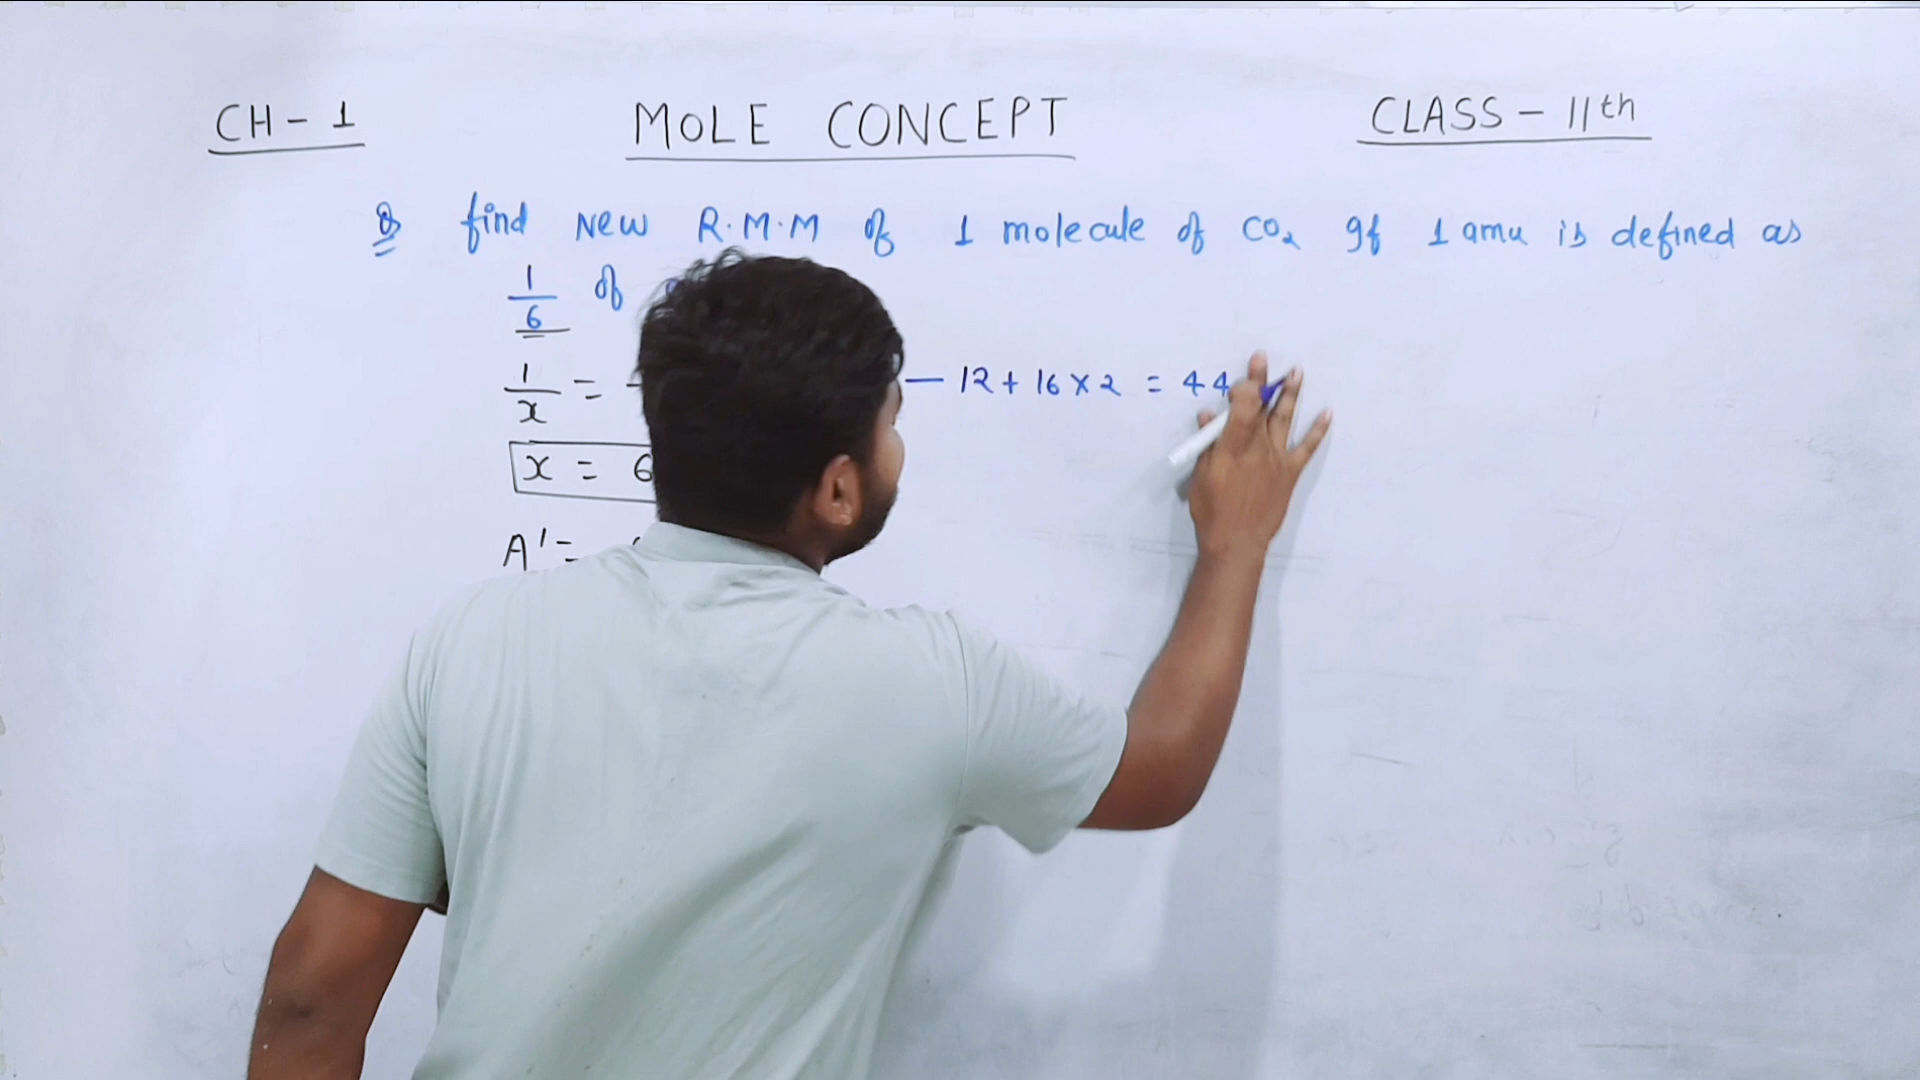 CH - 1 MOLE CONCEPT CLASS - 11th
Q find New R.M.M of 1 molecule of CO₂ If 1 amu is defined as
1/6 of
1/x = — 12 + 16 × 2 = 44
x = 6
A' =